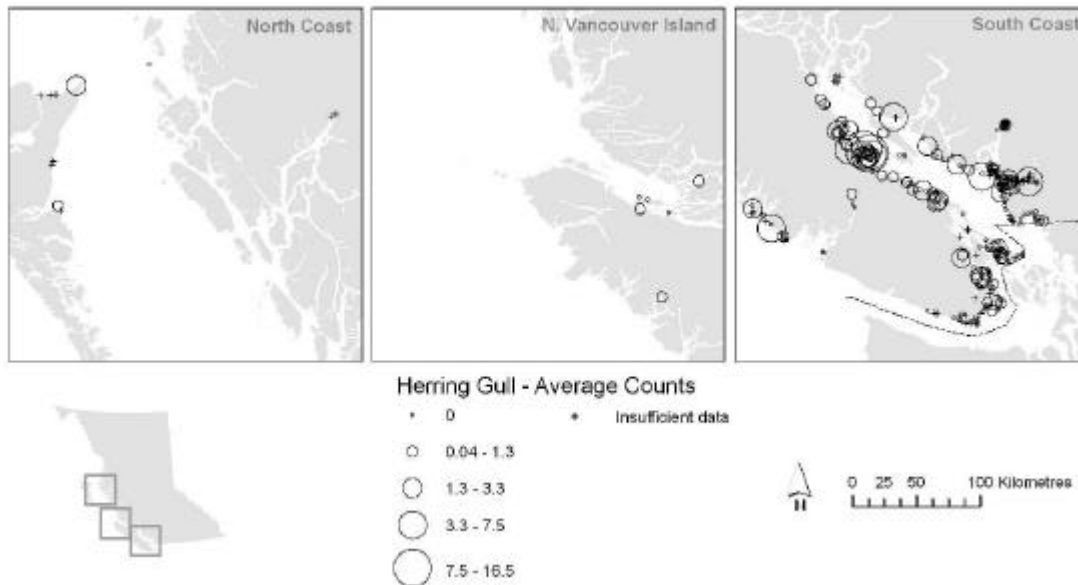 North Coast
N. Vancouver Island
South Coast
Herring Gull - Average Counts
0
Insufficient data
0.04 - 1.3
1.3 - 3.3
3.3 - 7.5
7.5 - 16.5
N
0 25 50 100 Kilometres